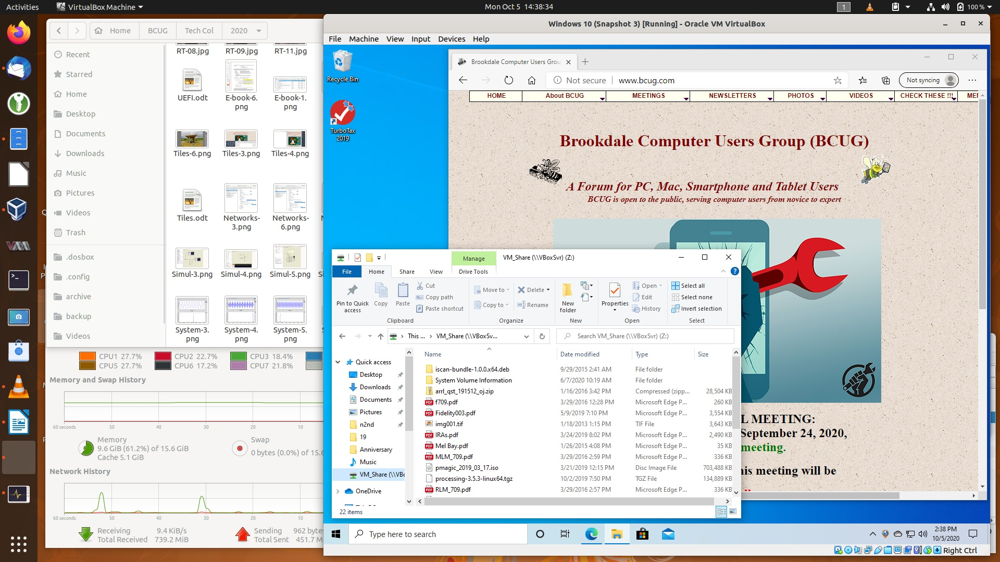 Activities
VirtualBox Machine
Mon Oct 5 14:38:34
1
100 %
Home
BCUG
Tech Col
2020
Recent
Starred
Home
Desktop
Documents
Downloads
Music
Pictures
Videos
Trash
.dosbox
.config
archive
backup
Videos
RT-08.jpg
RT-09.jpg
RT-11.jpg
UEFI.odt
E-book-6.
png
E-book-1.
png
Tiles-6.png
Tiles-3.png
Tiles-4.png
Tiles.odt
Networks-
3.png
Networks-
6.png
Simul-3.png
Simul-4.png
Simul-5.png
System-3.
png
System-4.
png
System-5.
png
CPU1 27.7%
CPU2 22.7%
CPU3 18.4%
CPU5 27.7%
CPU6 17.2%
CPU7 21.8%
Memory and Swap History
60 seconds
50
40
30
20
10
Memory
9.6 GiB (61.2%) of 15.6 GiB
Cache 5.1 GiB
Swap
0 bytes (0.0%) of 15.6
Network History
60 seconds
50
40
30
20
10
Receiving
9.4 KiB/s
Total Received
739.2 MiB
Sending
962 bytes
Total Sent
451.7 M
Windows 10 (Snapshot 3) [Running] - Oracle VM VirtualBox
File
Machine
View
Input
Devices
Help
Recycle Bin
TurboTax
2019
Brookdale Computer Users Grou
Not secure
www.bcug.com
Not syncing
HOME
About BCUG
MEETINGS
NEWSLETTERS
PHOTOS
VIDEOS
CHECK THESE !!!
MEI
Brookdale Computer Users Group (BCUG)
A Forum for PC, Mac, Smartphone and Tablet Users
BCUG is open to the public, serving computer users from novice to expert
L MEETING:
September 24, 2020,
meeting.
his meeting will be
Manage
VM_Share (\\VBoxSvr) (Z:)
File
Home
Share
View
Drive Tools
Pin to Quick
access
Copy
Paste
Cut
Copy path
Paste shortcut
Clipboard
Move to
Copy to
Delete
Rename
Organize
New
folder
New
Properties
Open
Edit
History
Open
Select all
Select none
Invert selection
Select
This ...
VM_Share (\\VBoxSv...
Search VM_Share (\\VBoxSvr) (Z:)
Quick access
Desktop
Downloads
Documents
Pictures
n2nd
19
Anniversary
Music
VM_Share (\\VBo
OneDrive
Name
Date modified
Type
Size
iscan-bundle-1.0.0.x64.deb 9/29/2015 2:41 AM File folder
System Volume Information 6/7/2020 10:19 AM File folder
arrl_qst_191512_oj.zip 1/16/2016 3:42 PM Compressed (zipp... 28,504 KB
f709.pdf 3/29/2016 12:28 PM Microsoft Edge P... 260 KB
Fidelity003.pdf 5/9/2019 7:10 PM Microsoft Edge P... 3,554 KB
img001.tif 1/18/2013 1:15 PM TIF File 3,643 KB
IRAs.pdf 3/24/2019 8:02 PM Microsoft Edge P... 2,490 KB
Mel Bay.pdf 1/26/2015 4:08 PM Microsoft Edge P... 35 KB
MLM_709.pdf 3/29/2016 2:59 PM Microsoft Edge P... 336 KB
pmagic_2019_03_17.iso 3/21/2019 12:15 PM Disc Image File 703,488 KB
processing-3.5.3-linux64.tgz 10/2/2019 7:50 PM TGZ File 134,889 KB
RLM_709.pdf 3/29/2016 2:57 PM Microsoft Edge P... 336 KB
22 items
Type here to search
2:38 PM
10/5/2020
Right Ctrl